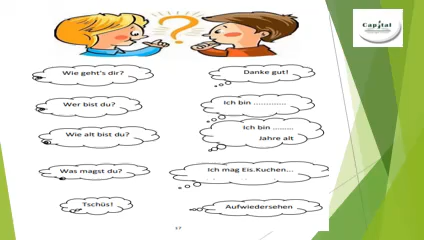 Capital
Wie geht's dir?
Danke gut!
Wer bist du?
Ich bin .............
Wie alt bist du?
Ich bin ........
Jahre alt
Was magst du?
Ich mag Eis,Kuchen...
Tschüs!
Aufwiedersehen
17